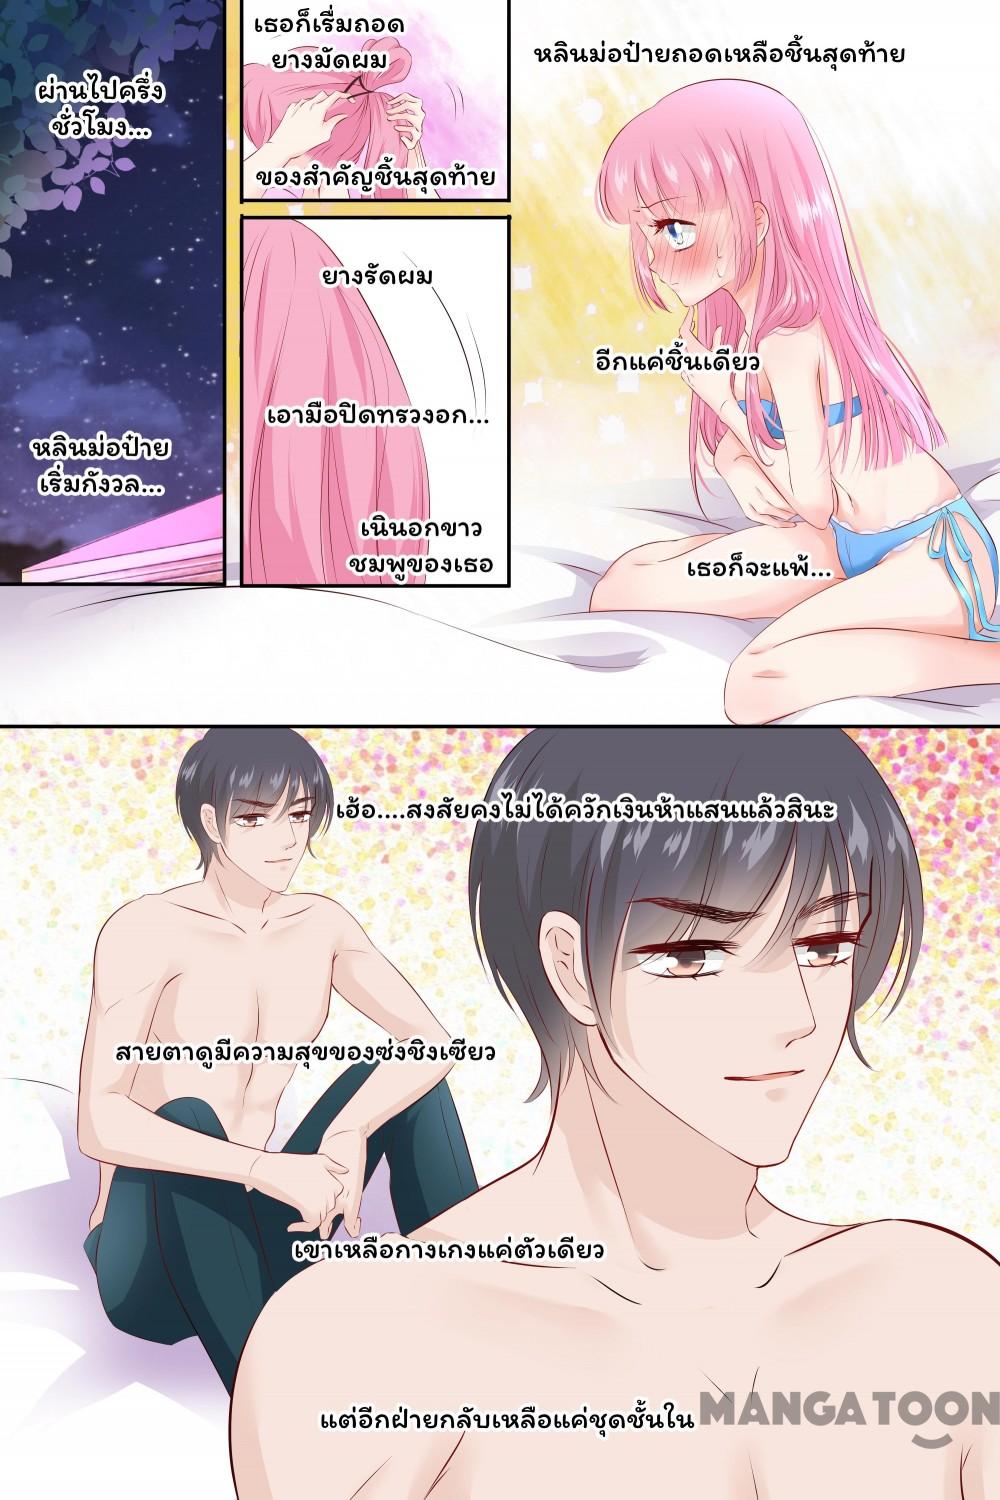 ผ่านไปครึ่ง
ชั่วโมง...
หลินม่อป๋าย
เริ่มกังวล...
เธอก็เริ่มถอด
ยางมัดผม
ของสำคัญชิ้นสุดท้าย
ยางรัดผม
เอามือปิดทรวงอก...
เนินอกขาว
ชมพูของเธอ
หลินม่อป๋ายถอดเหลือชิ้นสุดท้าย
อีกแค่ชิ้นเดียว
เธอก็จะแพ้...
เฮ้อ....สงสัยคงไม่ได้ควักเงินห้าแสนแล้วสินะ
สายตาดูมีความสุขของซ่งชิงเซียว
เขาเหลือกางเกงแค่ตัวเดียว
แต่อีกฝ่ายกลับเหลือแค่ชุดชั้นใน
MANGATOON